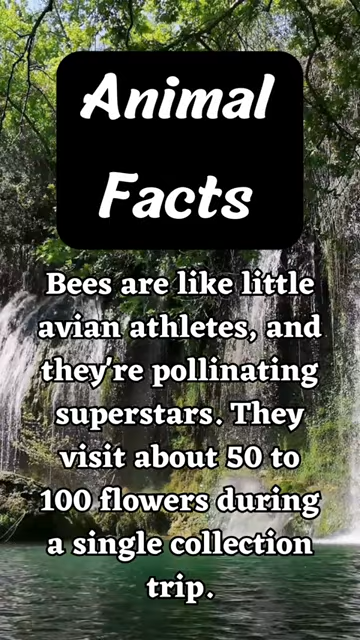 Animal
Facts
Bees are like little
avian athletes, and
they're pollinating
superstars. They
visit about 50 to
100 flowers during
a single collection
trip.